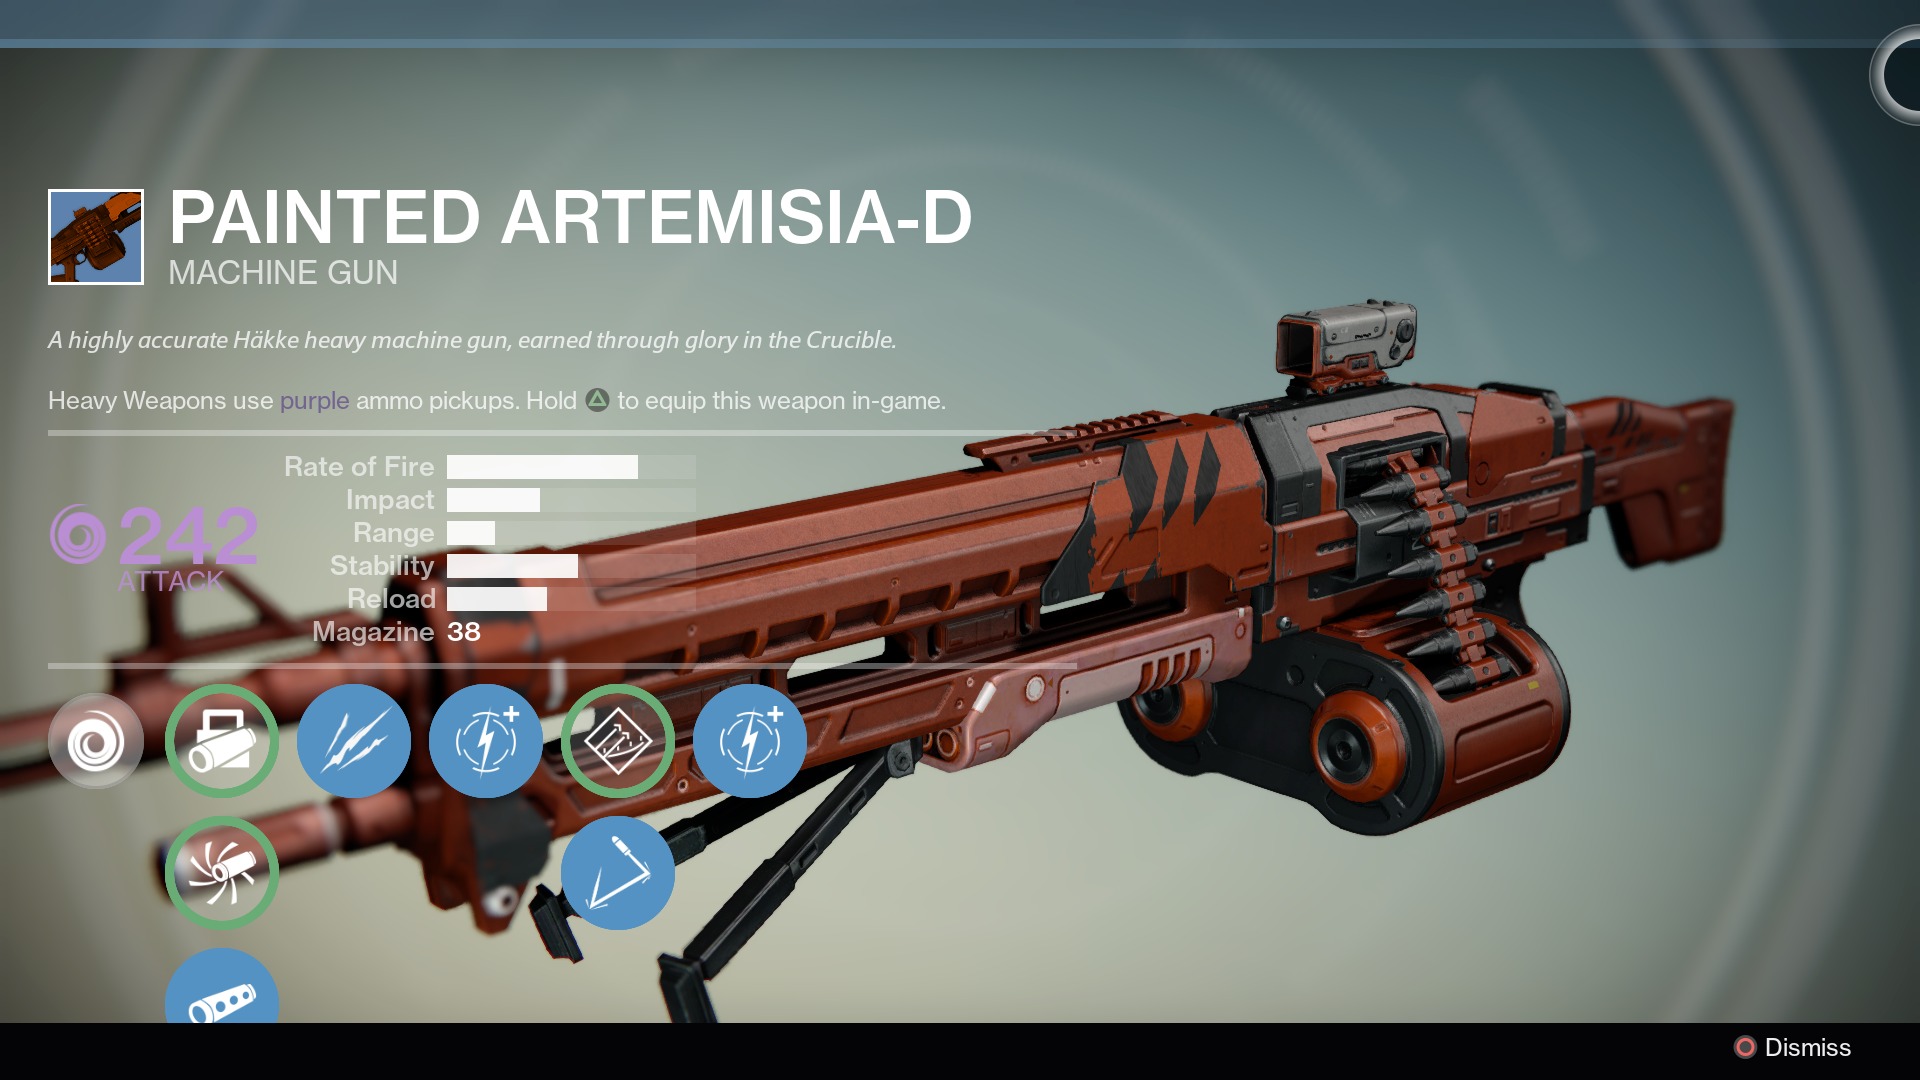 PAINTED ARTEMISIA-D
MACHINE GUN
A highly accurate Häkke heavy machine gun, earned through glory in the Crucible.
Heavy Weapons use purple ammo pickups. Hold to equip this weapon in-game.
242
ATTACK
Rate of Fire
Impact
Range
Stability
Reload
Magazine 38
Dismiss